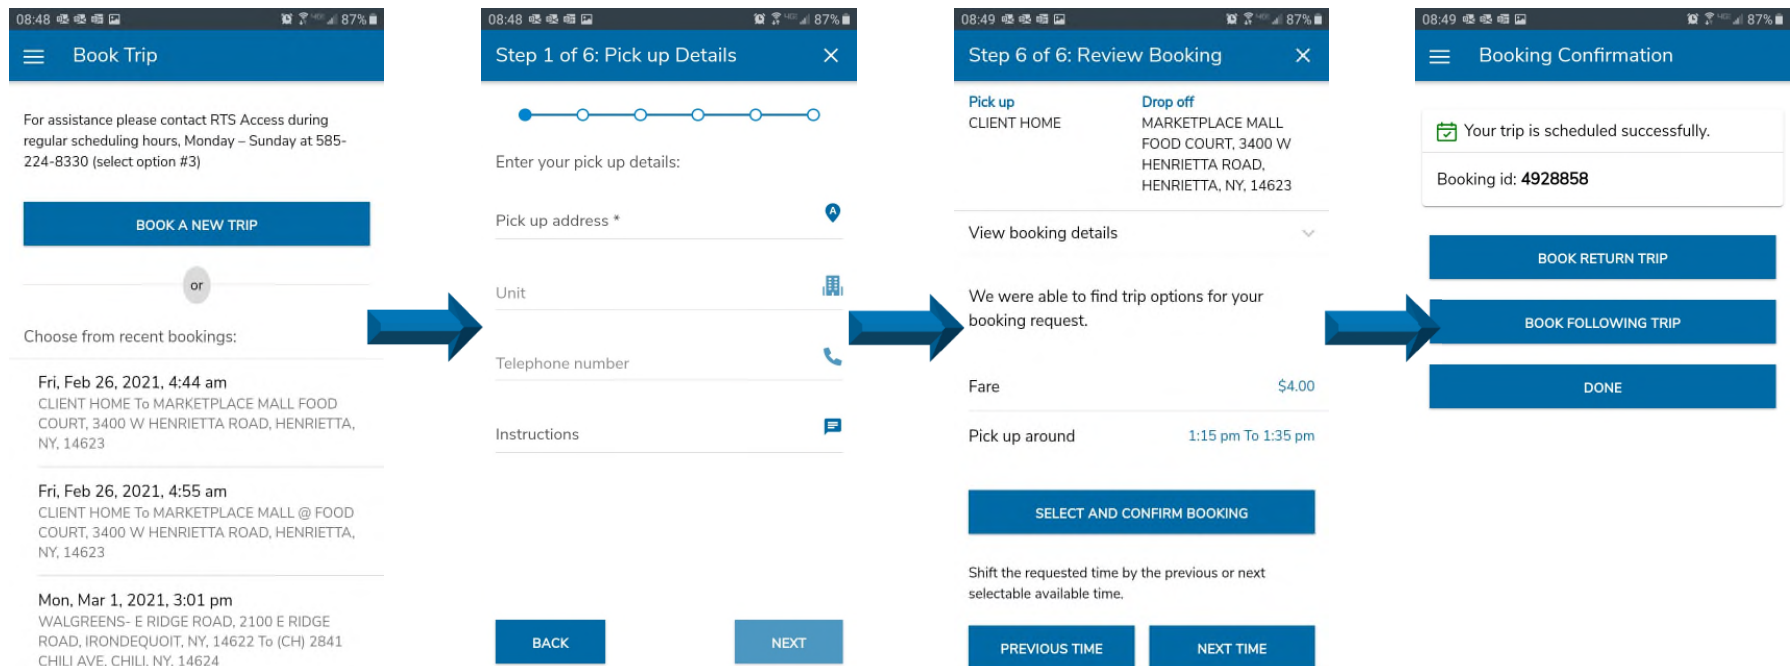 08:48
87%
Book Trip
For assistance please contact RTS Access during
regular scheduling hours, Monday – Sunday at 585-
224-8330 (select option #3)
BOOK A NEW TRIP
or
Choose from recent bookings:
Fri, Feb 26, 2021, 4:44 am
CLIENT HOME To MARKETPLACE MALL FOOD
COURT, 3400 W HENRIETTA ROAD, HENRIETTA,
NY, 14623
Fri, Feb 26, 2021, 4:55 am
CLIENT HOME To MARKETPLACE MALL @ FOOD
COURT, 3400 W HENRIETTA ROAD, HENRIETTA,
NY, 14623
Mon, Mar 1, 2021, 3:01 pm
WALGREENS- E RIDGE ROAD, 2100 E RIDGE
ROAD, IRONDEQUOIT, NY, 14622 To (CH) 2841
CHILI AVE, CHILI, NY, 14624
08:48
87%
Step 1 of 6: Pick up Details
Enter your pick up details:
Pick up address *
A
Unit
Telephone number
Instructions
BACK
NEXT
08:49
87%
Step 6 of 6: Review Booking
Pick up
CLIENT HOME
Drop off
MARKETPLACE MALL
FOOD COURT, 3400 W
HENRIETTA ROAD,
HENRIETTA, NY, 14623
View booking details
We were able to find trip options for your
booking request.
Fare
$4.00
Pick up around
1:15 pm To 1:35 pm
SELECT AND CONFIRM BOOKING
Shift the requested time by the previous or next
selectable available time.
PREVIOUS TIME
NEXT TIME
08:49
87%
Booking Confirmation
Your trip is scheduled successfully.
Booking id: 4928858
BOOK RETURN TRIP
BOOK FOLLOWING TRIP
DONE